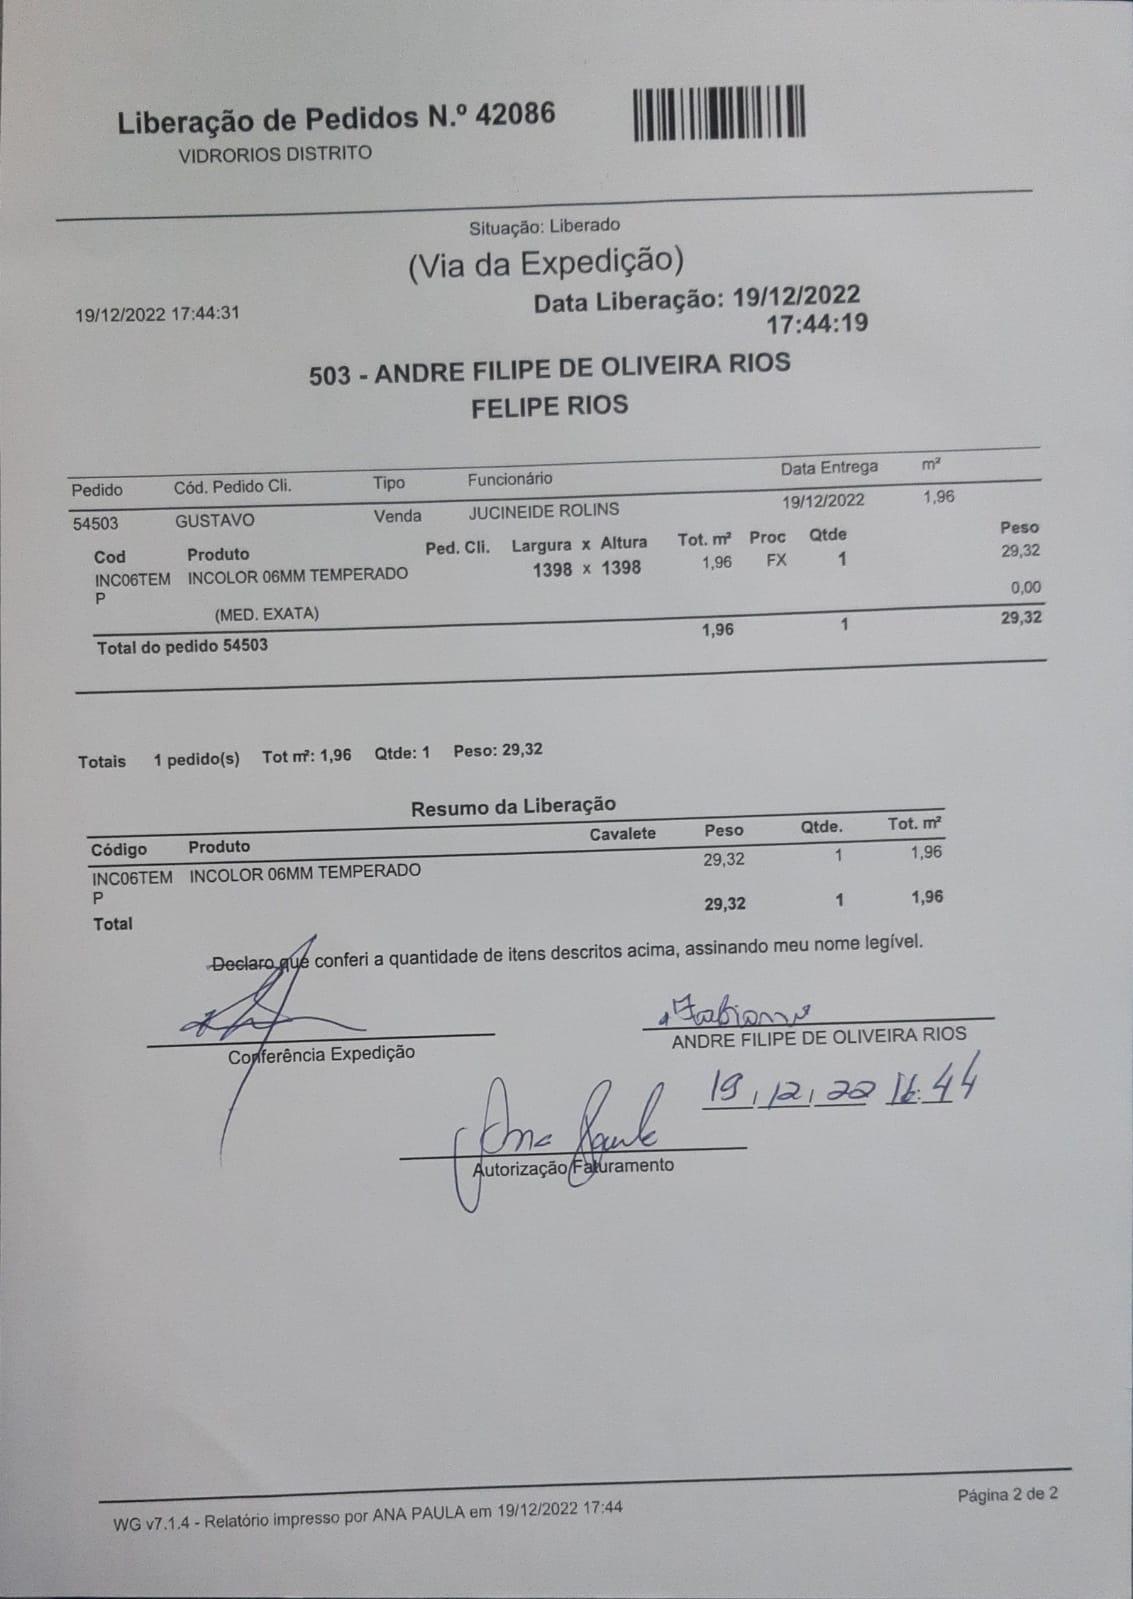 Liberação de Pedidos N.º 42086
VIDRORIOS DISTRITO
Situação: Liberado
(Via da Expedição)
19/12/2022 17:44:31
Data Liberação: 19/12/2022
17:44:19
503 - ANDRE FILIPE DE OLIVEIRA RIOS
FELIPE RIOS
Pedido Cód. Pedido Cli. Tipo Funcionário Data Entrega m²
54503 GUSTAVO Venda JUCINEIDE ROLINS 19/12/2022 1,96
Cod Produto Ped. Cli. Largura x Altura Tot. m² Proc Qtde Peso
INC06TEM INCOLOR 06MM TEMPERADO 1398 x 1398 1,96 FX 1 29,32
P
(MED. EXATA) 0,00
Total do pedido 54503 1,96 1 29,32
Totais 1 pedido(s) Tot m²: 1,96 Qtde: 1 Peso: 29,32
Resumo da Liberação
Código Produto Cavalete Peso Qtde. Tot. m²
INC06TEM INCOLOR 06MM TEMPERADO 29,32 1 1,96
P
Total 29,32 1 1,96
Declaro que conferi a quantidade de itens descritos acima, assinando meu nome legível.
Conferência Expedição
ANDRE FILIPE DE OLIVEIRA RIOS
19, 12, 22 16:44
Ana Paula
Autorização Faturamento
WG v7.1.4 - Relatório impresso por ANA PAULA em 19/12/2022 17:44
Página 2 de 2